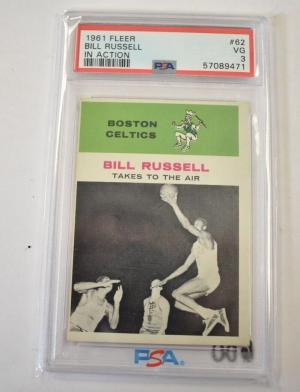 1961 FLEER #62
BILL RUSSELL VG
IN ACTION PSA 3
57089471
BOSTON
CELTICS
BILL RUSSELL
TAKES TO THE AIR
PSA